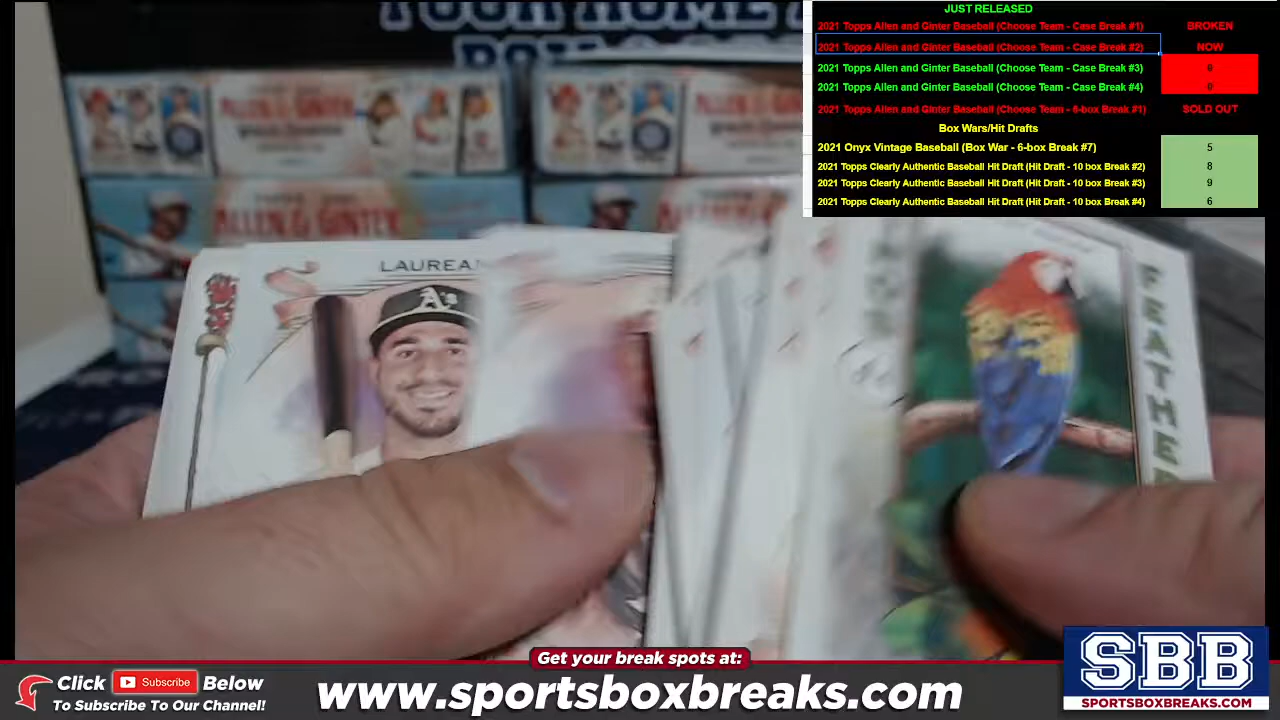 YOUR HOME
JUST RELEASED
2021 Topps Allen and Ginter Baseball (Choose Team - Case Break #1) BROKEN
2021 Topps Allen and Ginter Baseball (Choose Team - Case Break #2) NOW
2021 Topps Allen and Ginter Baseball (Choose Team - Case Break #3) 9
2021 Topps Allen and Ginter Baseball (Choose Team - Case Break #4) 9
2021 Topps Allen and Ginter Baseball (Choose Team - 6-box Break #1) SOLD OUT
Box Wars/Hit Drafts
2021 Onyx Vintage Baseball (Box War - 6-box Break #7) 5
2021 Topps Clearly Authentic Baseball Hit Draft (Hit Draft - 10 box Break #2) 8
2021 Topps Clearly Authentic Baseball Hit Draft (Hit Draft - 10 box Break #3) 9
2021 Topps Clearly Authentic Baseball Hit Draft (Hit Draft - 10 box Break #4) 6
ALLEN & GINTER
LAUREA
A's
FEATHE
Get your break spots at:
Click Subscribe Below
To Subscribe To Our Channel!
www.sportsboxbreaks.com
SBB
SPORTSBOXBREAKS.COM